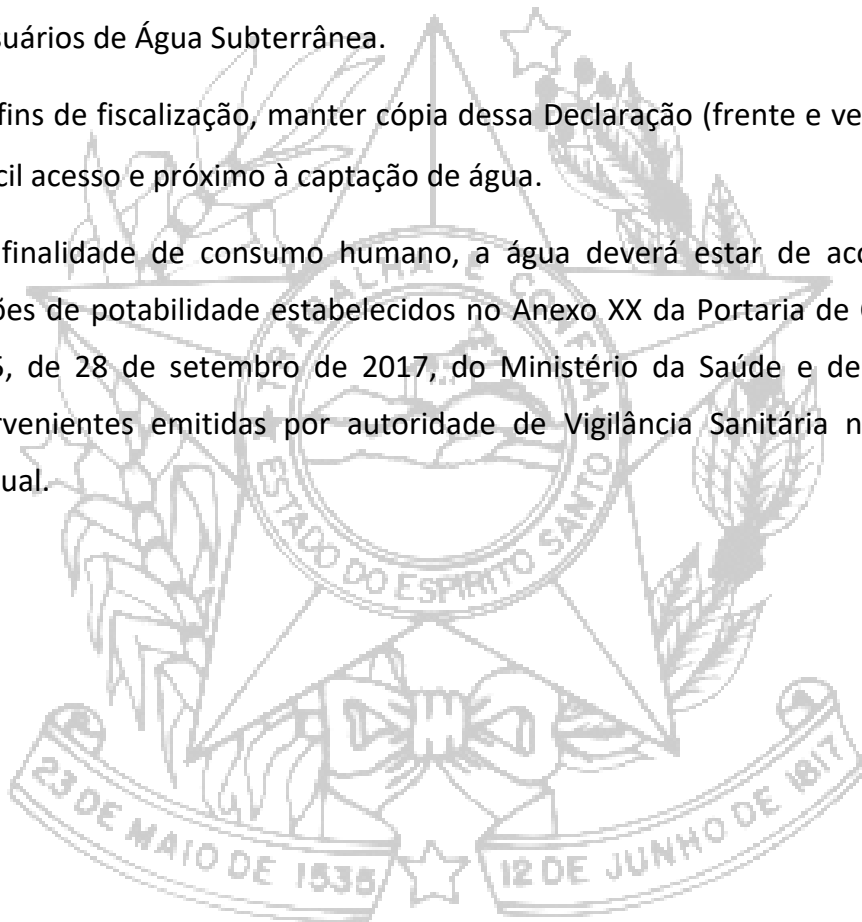 suários de Água Subterrânea.
fins de fiscalização, manter cópia dessa Declaração (frente e ve
cil acesso e próximo à captação de água.
finalidade de consumo humano, a água deverá estar de aco
ões de potabilidade estabelecidos no Anexo XX da Portaria de
5, de 28 de setembro de 2017, do Ministério da Saúde e de
rvenientes emitidas por autoridade de Vigilância Sanitária n
ual.
TRABALHA E CONFIA
ESTADO DO ESPIRITO SANTO
23 DE MAIO DE 1535
12 DE JUNHO DE 1817